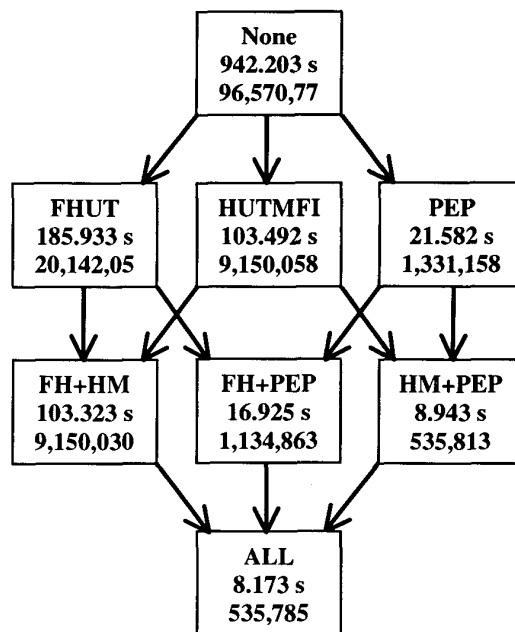 None
942.203 s
96,570,77
FHUT
185.933 s
20,142,05
HUTMFI
103.492 s
9,150,058
PEP
21.582 s
1,331,158
FH+HM
103.323 s
9,150,030
FH+PEP
16.925 s
1,134,863
HM+PEP
8.943 s
535,813
ALL
8.173 s
535,785